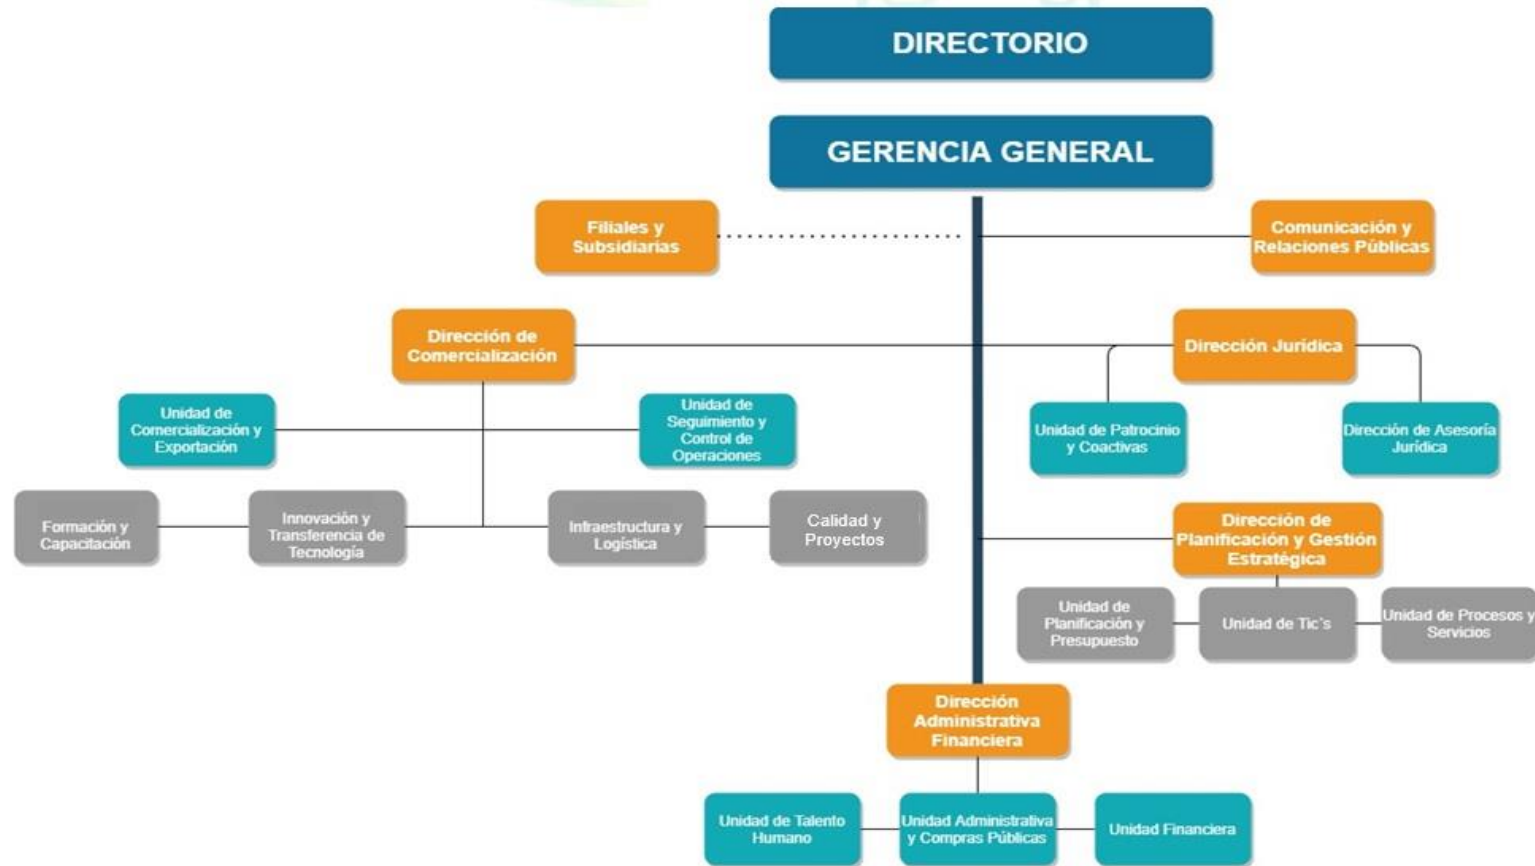 DIRECTORIO
GERENCIA GENERAL
Filiales y
Subsidiarías
Comunicación y
Relaciones Públicas
Dirección de
Comercialización
Dirección Jurídica
Unidad de
Comercialización y
Exportación
Unidad de
Seguimiento y
Control de
Operaciones
Unidad de Patrocinio
y Coactivas
Dirección de Asesoría
Jurídica
Formación y
Capacitación
Innovación y
Transferencia de
Tecnología
Infraestructura y
Logística
Calidad y
Proyectos
Dirección de
Planificación y Gestión
Estratégica
Unidad de
Planificación y
Presupuesto
Unidad de Tic`s
Unidad de Procesos y
Servicios
Dirección
Administrativa
Financiera
Unidad de Talento
Humano
Unidad Administrativa
y Compras Públicas
Unidad Financiera